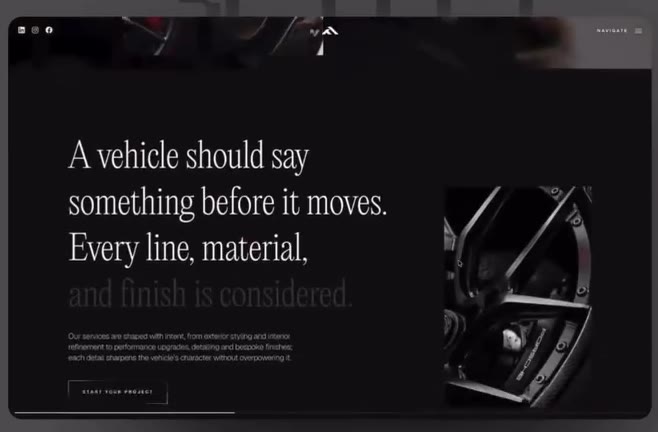 NAVIGATE
A vehicle should say
something before it moves.
Every line, material,
and finish is considered.
Our services are shaped with intent, from exterior styling and interior
refinement to performance upgrades, detailing and bespoke finishes;
each detail sharpens the vehicle's character without overpowering it.
START YOUR PROJECT